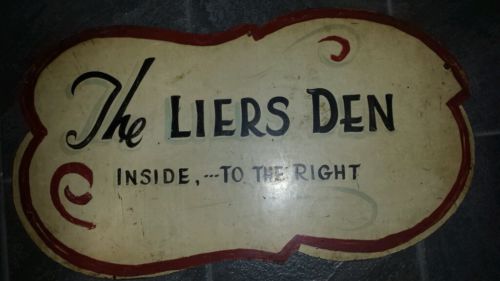 The LIERS DEN
INSIDE,---TO THE RIGHT